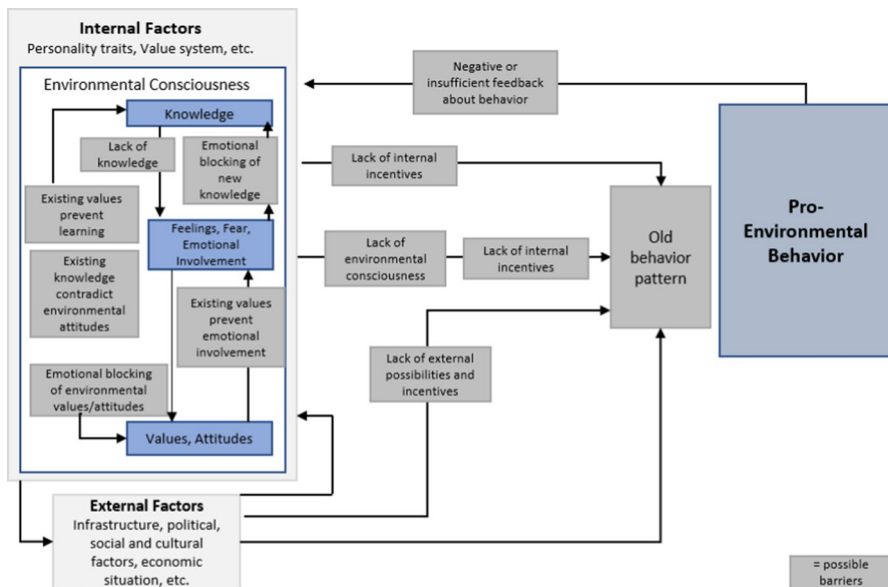 Internal Factors
Personality traits, Value system, etc.
Environmental Consciousness
Knowledge
Lack of
knowledge
Emotional
blocking of
new
knowledge
Existing values
prevent
learning
Feelings, Fear,
Emotional
Involvement
Existing
knowledge
contradict
environmental
attitudes
Existing values
prevent
emotional
involvement
Emotional blocking
of environmental
values/attitudes
Values, Attitudes
External Factors
Infrastructure, political,
social and cultural
factors, economic
situation, etc.
Negative or
insufficient feedback
about behavior
Lack of internal
incentives
Lack of
environmental
consciousness
Lack of internal
incentives
Lack of external
possibilities and
incentives
Old
behavior
pattern
Pro-
Environmental
Behavior
= possible
barriers